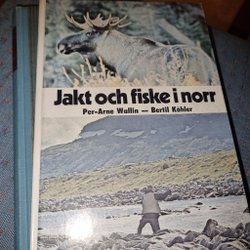 Jakt och fiske i norr
Per-Arne Wallin — Bertil Köhler